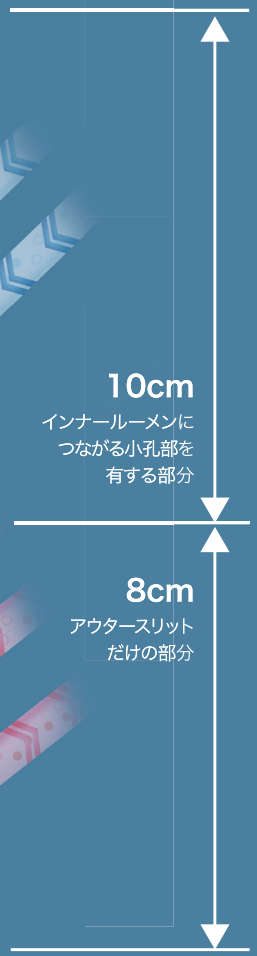 10cm
インナールーメンに
つながる小孔部を
有する部分
8cm
アウタースリット
だけの部分